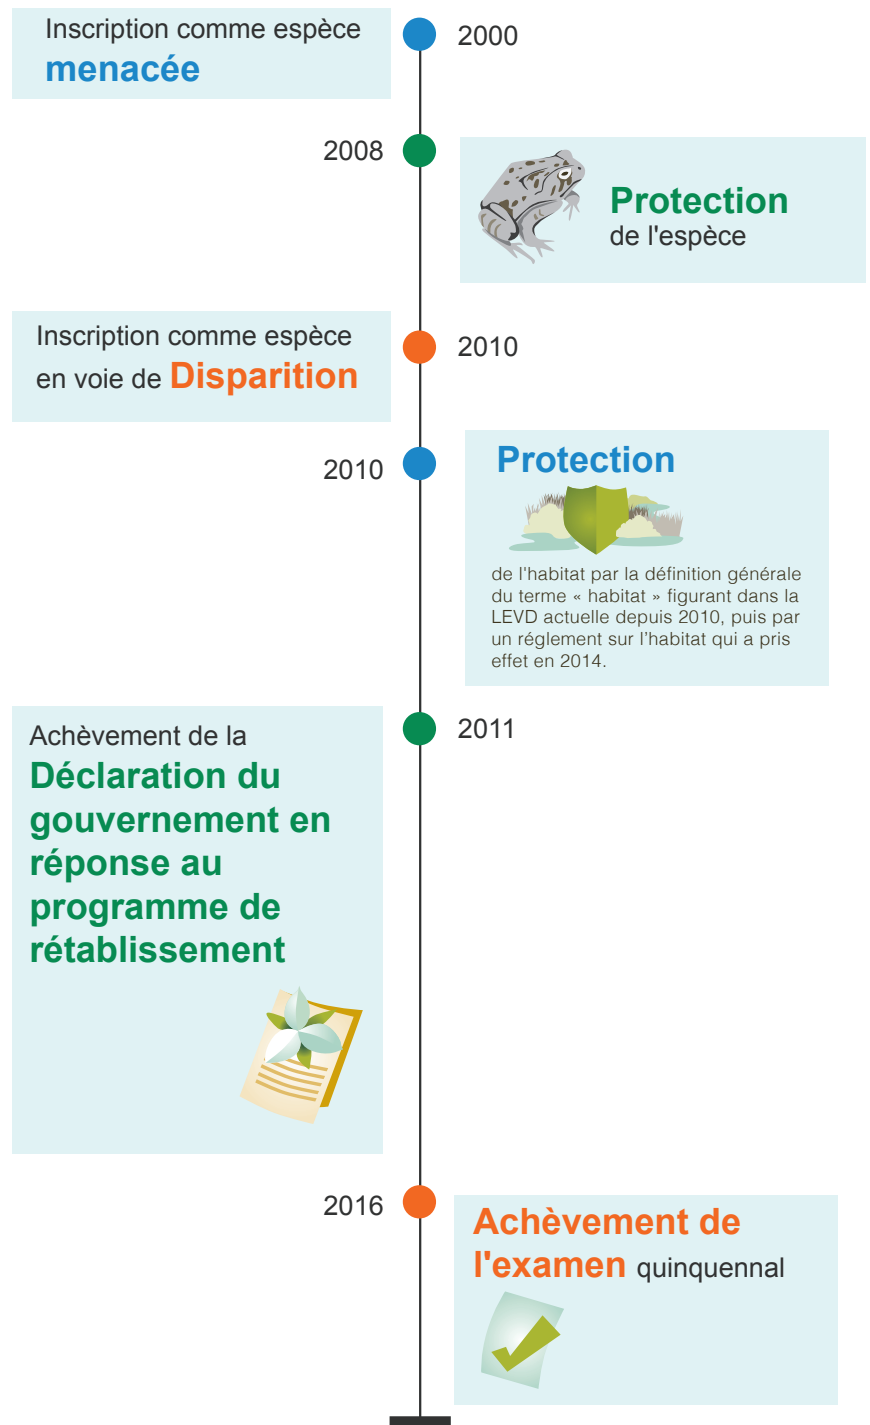 Inscription comme espèce
menacée
2000
2008
Protection
de l'espèce
Inscription comme espèce
en voie de Disparition
2010
2010
Protection
de l'habitat par la définition générale
du terme « habitat » figurant dans la
LEVD actuelle depuis 2010, puis par
un réglement sur l'habitat qui a pris
effet en 2014.
Achèvement de la
Déclaration du
gouvernement en
réponse au
programme de
rétablissement
2011
2016
Achèvement de
l'examen quinquennal